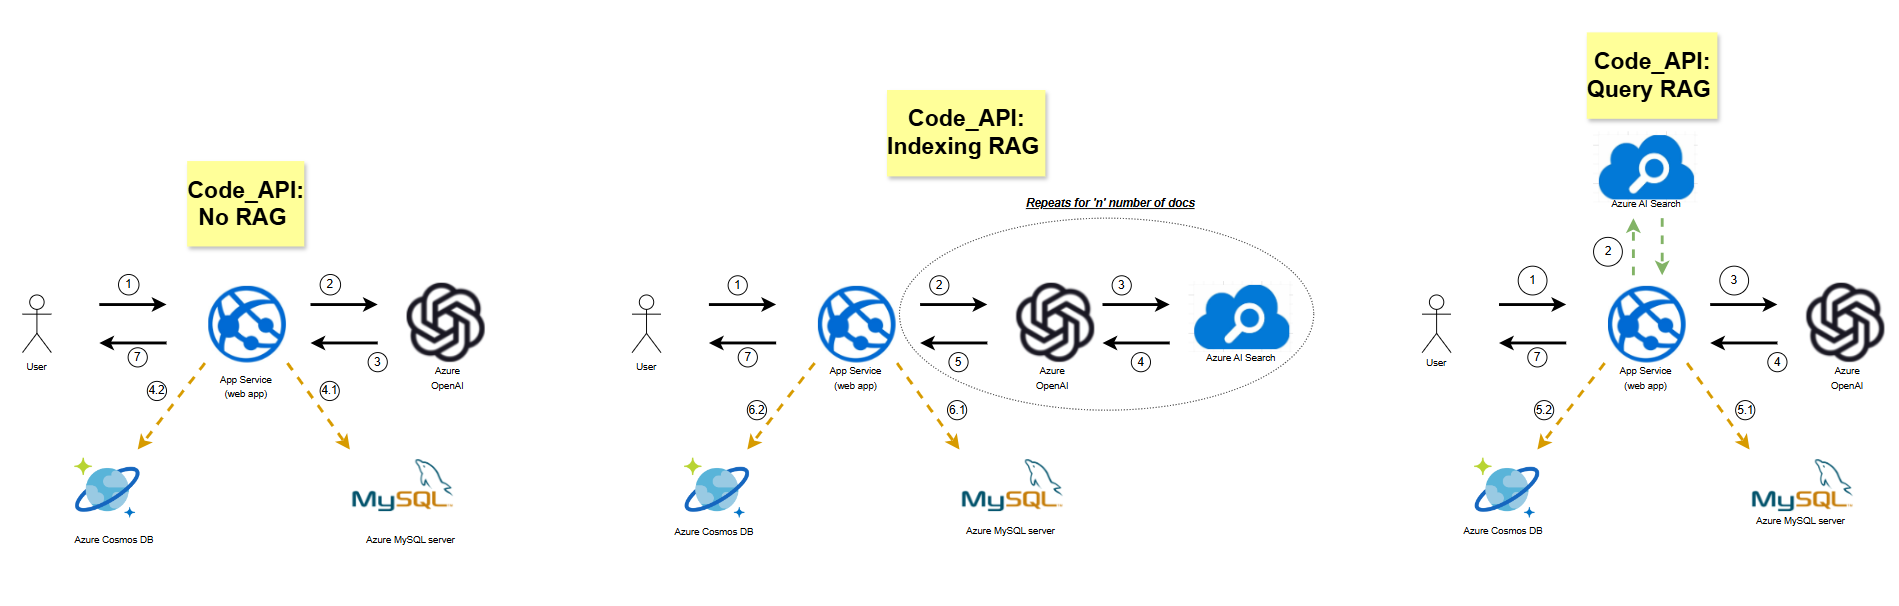 Code_API:
No RAG
1
2
7
3
User
App Service
(web app)
Azure
OpenAI
4.2
4.1
MySQL
Azure Cosmos DB
Azure MySQL server
Code_API:
Indexing RAG
Repeats for 'n' number of docs
1
2
3
7
5
4
User
App Service
(web app)
Azure
OpenAI
Azure AI Search
6.2
6.1
MySQL
Azure Cosmos DB
Azure MySQL server
Code_API:
Query RAG
Azure AI Search
2
1
3
7
4
User
App Service
(web app)
Azure
OpenAI
5.2
5.1
MySQL
Azure Cosmos DB
Azure MySQL server